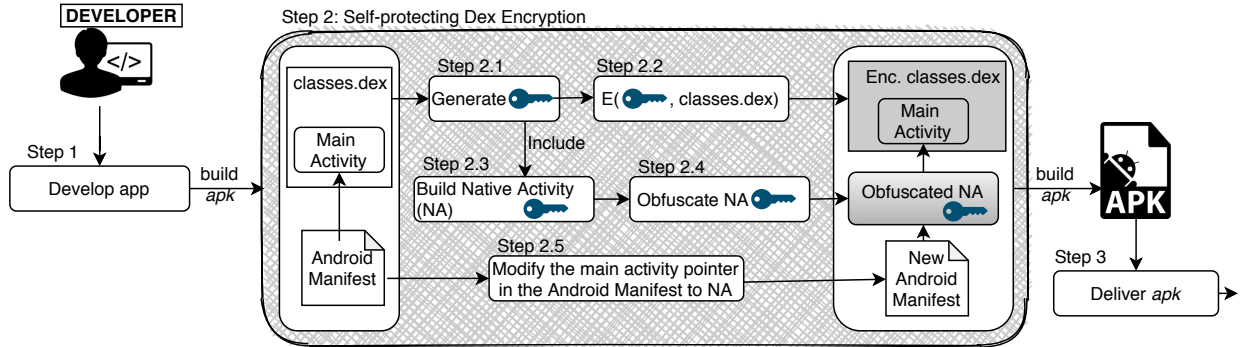 DEVELOPER
</>
Step 1
Develop app
build
apk
Step 2: Self-protecting Dex Encryption
classes.dex
Main
Activity
Android
Manifest
Step 2.1
Generate
Step 2.2
E( , classes.dex)
Include
Step 2.3
Build Native Activity
(NA)
Step 2.4
Obfuscate NA
Step 2.5
Modify the main activity pointer
in the Android Manifest to NA
Enc. classes.dex
Main
Activity
Obfuscated NA
New
Android
Manifest
build
apk
APK
Step 3
Deliver apk